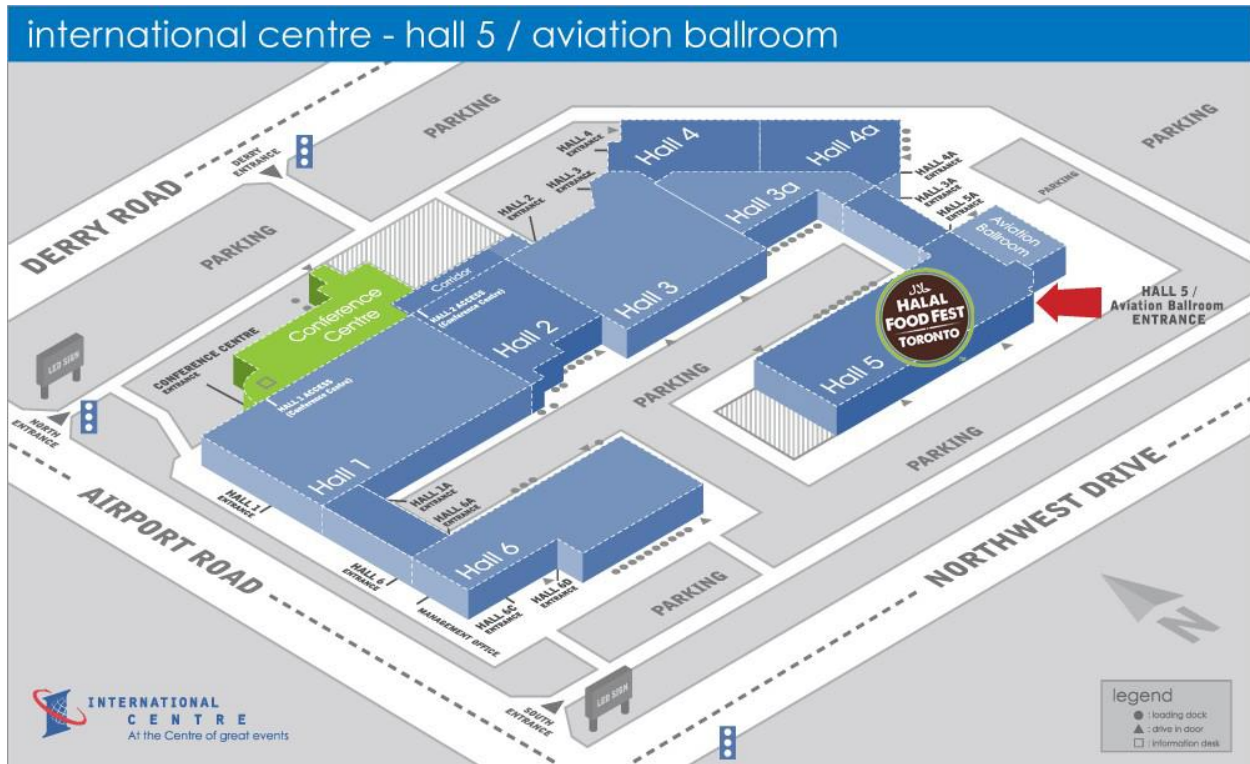 international centre - hall 5 / aviation ballroom
DERRY ROAD
PARKING
DERRY
ENTRANCE
PARKING
PARKING
PARKING
HALL 4
ENTRANCE
HALL 3
ENTRANCE
HALL 2
ENTRANCE
Hall 4
Hall 4a
Hall 3a
HALL 4A
ENTRANCE
HALL 3A
ENTRANCE
HALL 5A
ENTRANCE
Aviation
Ballroom
Corridor
Conference
Centre
HALL 2 ACCESS
(Conference Centre)
Hall 2
Hall 3
حلال
HALAL
FOOD FEST
TORONTO
TM
HALL 5 /
Aviation Ballroom
ENTRANCE
Hall 5
CONFERENCE CENTRE
ENTRANCE
HALL 1 ACCESS
(Conference Centre)
LED SIGN
NORTH
ENTRANCE
PARKING
PARKING
Hall 1
HALL 1
ENTRANCE
HALL 1A
ENTRANCE
HALL 6A
ENTRANCE
Hall 6
HALL 6
ENTRANCE
MANAGEMENT OFFICE
HALL 6C
ENTRANCE
HALL 6D
ENTRANCE
PARKING
AIRPORT ROAD
NORTHWEST DRIVE
SOUTH
ENTRANCE
LED SIGN
N
INTERNATIONAL
CENTRE
At the Centre of great events
legend
: loading dock
: drive in door
: information desk